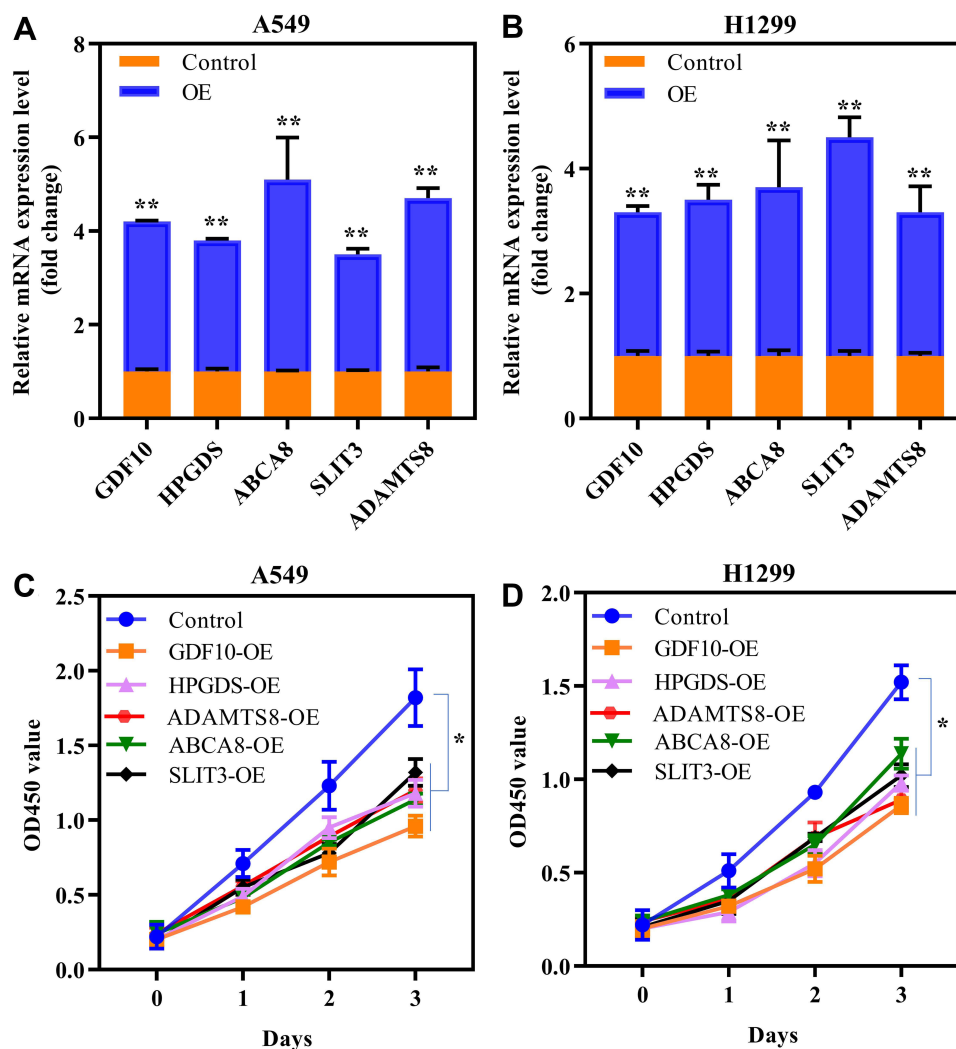 A
A549
Relative mRNA expression level
(fold change)
8
6
4
2
0
Control
OE
**
**
**
**
**
GDF10
HPGDS
ABCA8
SLIT3
ADAMTS8
B
H1299
Relative mRNA expression level
(fold change)
6
4
2
0
Control
OE
**
**
**
**
**
GDF10
HPGDS
ABCA8
SLIT3
ADAMTS8
C
A549
OD450 value
2.5
2.0
1.5
1.0
0.5
0.0
Control
GDF10-OE
HPGDS-OE
ADAMTS8-OE
ABCA8-OE
SLIT3-OE
*
0
1
2
3
Days
D
H1299
OD450 value
2.0
1.5
1.0
0.5
0.0
Control
GDF10-OE
HPGDS-OE
ADAMTS8-OE
ABCA8-OE
SLIT3-OE
*
0
1
2
3
Days